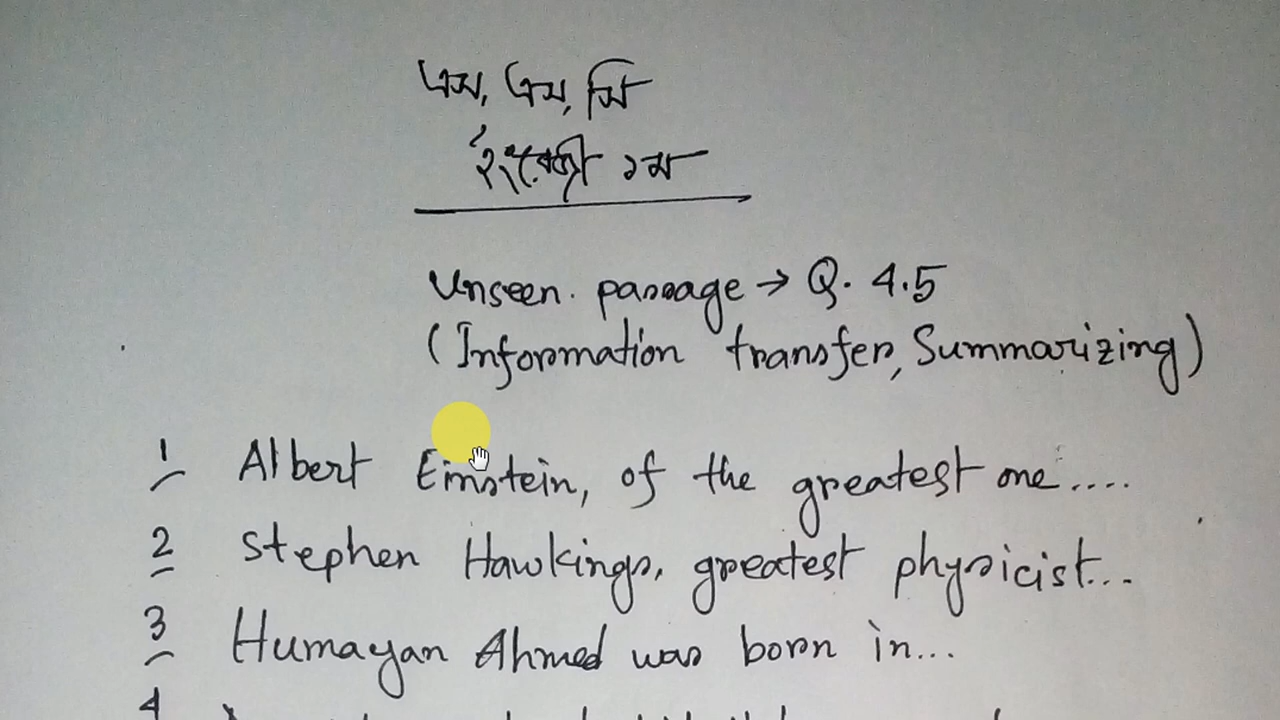 এস, এস, সি
ইংরেজী ১ম
Unseen. passage → Q. 4.5
(Information transfer, Summarizing)
1 Albert Einstein, of the greatest one....
2 Stephen Hawkings, greatest physicist...
3 Humayan Ahmed was born in...
4